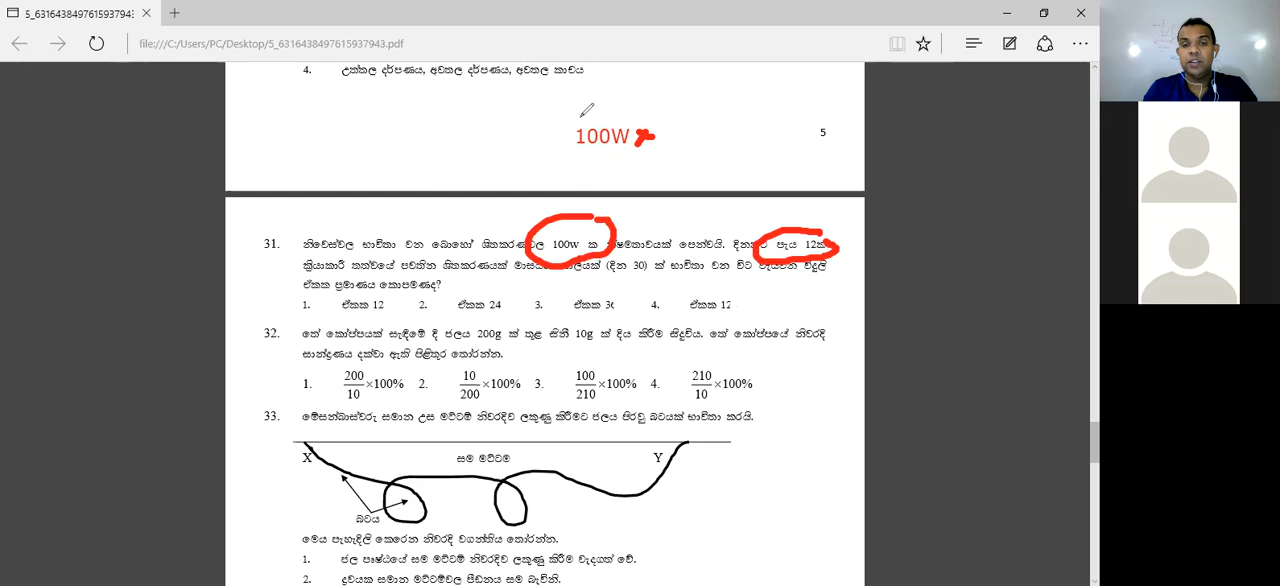 5_6316438497615937943.
file:///C:/Users/PC/Desktop/5_6316438497615937943.pdf
4. උත්තල දර්පණය, අවතල දර්පණය, අවතල කාචය
100W
5
31. නිවෙස්වල භාවිතා වන බොහෝ ශීතකරණවල 100W ක ක්ෂමතාවයක් පෙන්වයි. දිනකට පැය 12ක
ක්‍රියාකාරී තත්වයේ පවතින ශීතකරණයක් (දින 30) ක් භාවිතා වන විට වැයවන විදුලි
ඒකක ප්‍රමාණය කොපමණද?
1. ඒකක 12 2. ඒකක 24 3. ඒකක 3 4. ඒකක 12
32. තේ කෝප්පයක් සෑදීමේ දී ජලය 200g ක් තුළ සීනි 10g ක් දිය කිරීම සිදුවිය. තේ කෝප්පයේ නිවරදි
සාන්ද්‍රණය දක්වා ඇති පිළිතුර තෝරන්න.
1. 200/10 ×100% 2. 10/200 ×100% 3. 100/210 ×100% 4. 210/10 ×100%
33. මේසන්බාස්වරු සමාන උස මට්ටම් නිවරදිව ලකුණු කිරීමට ජලය පිරවූ බටයක් භාවිතා කරයි.
X සම මට්ටම Y
බටය
මෙය පැහැදිලි කෙරෙන නිවරදි වගන්තිය තෝරන්න.
1. ජල පෘෂ්ඨයේ සම මට්ටම් නිවරදිව ලකුණු කිරීම වැදගත් වේ.
2. ද්‍රවයක සමාන මට්ටම්වල පීඩනය සම බැවිනි.